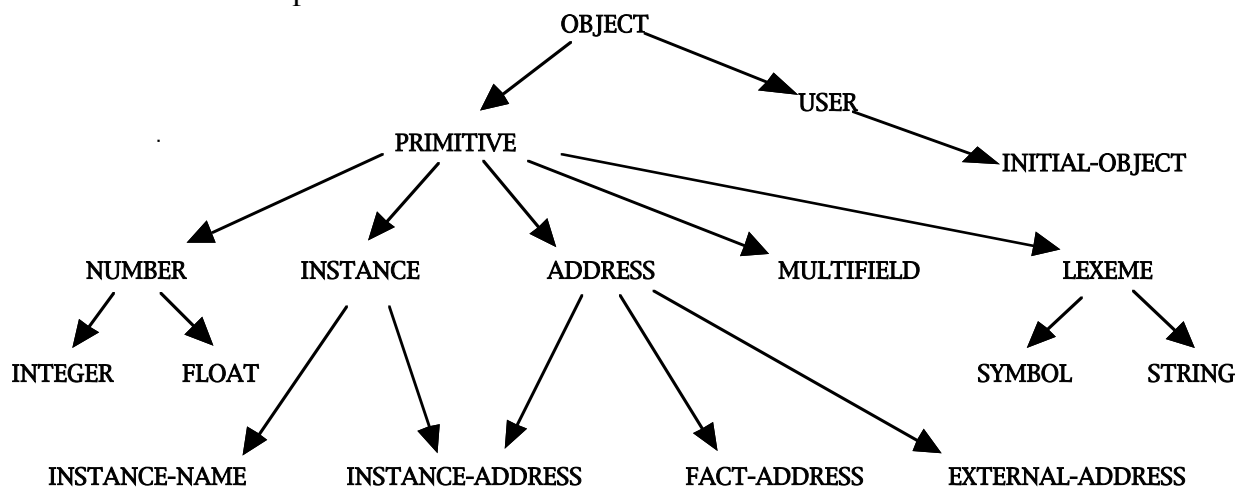 OBJECT
USER
PRIMITIVE
INITIAL-OBJECT
NUMBER INSTANCE ADDRESS MULTIFIELD LEXEME
INTEGER FLOAT SYMBOL STRING
INSTANCE-NAME INSTANCE-ADDRESS FACT-ADDRESS EXTERNAL-ADDRESS